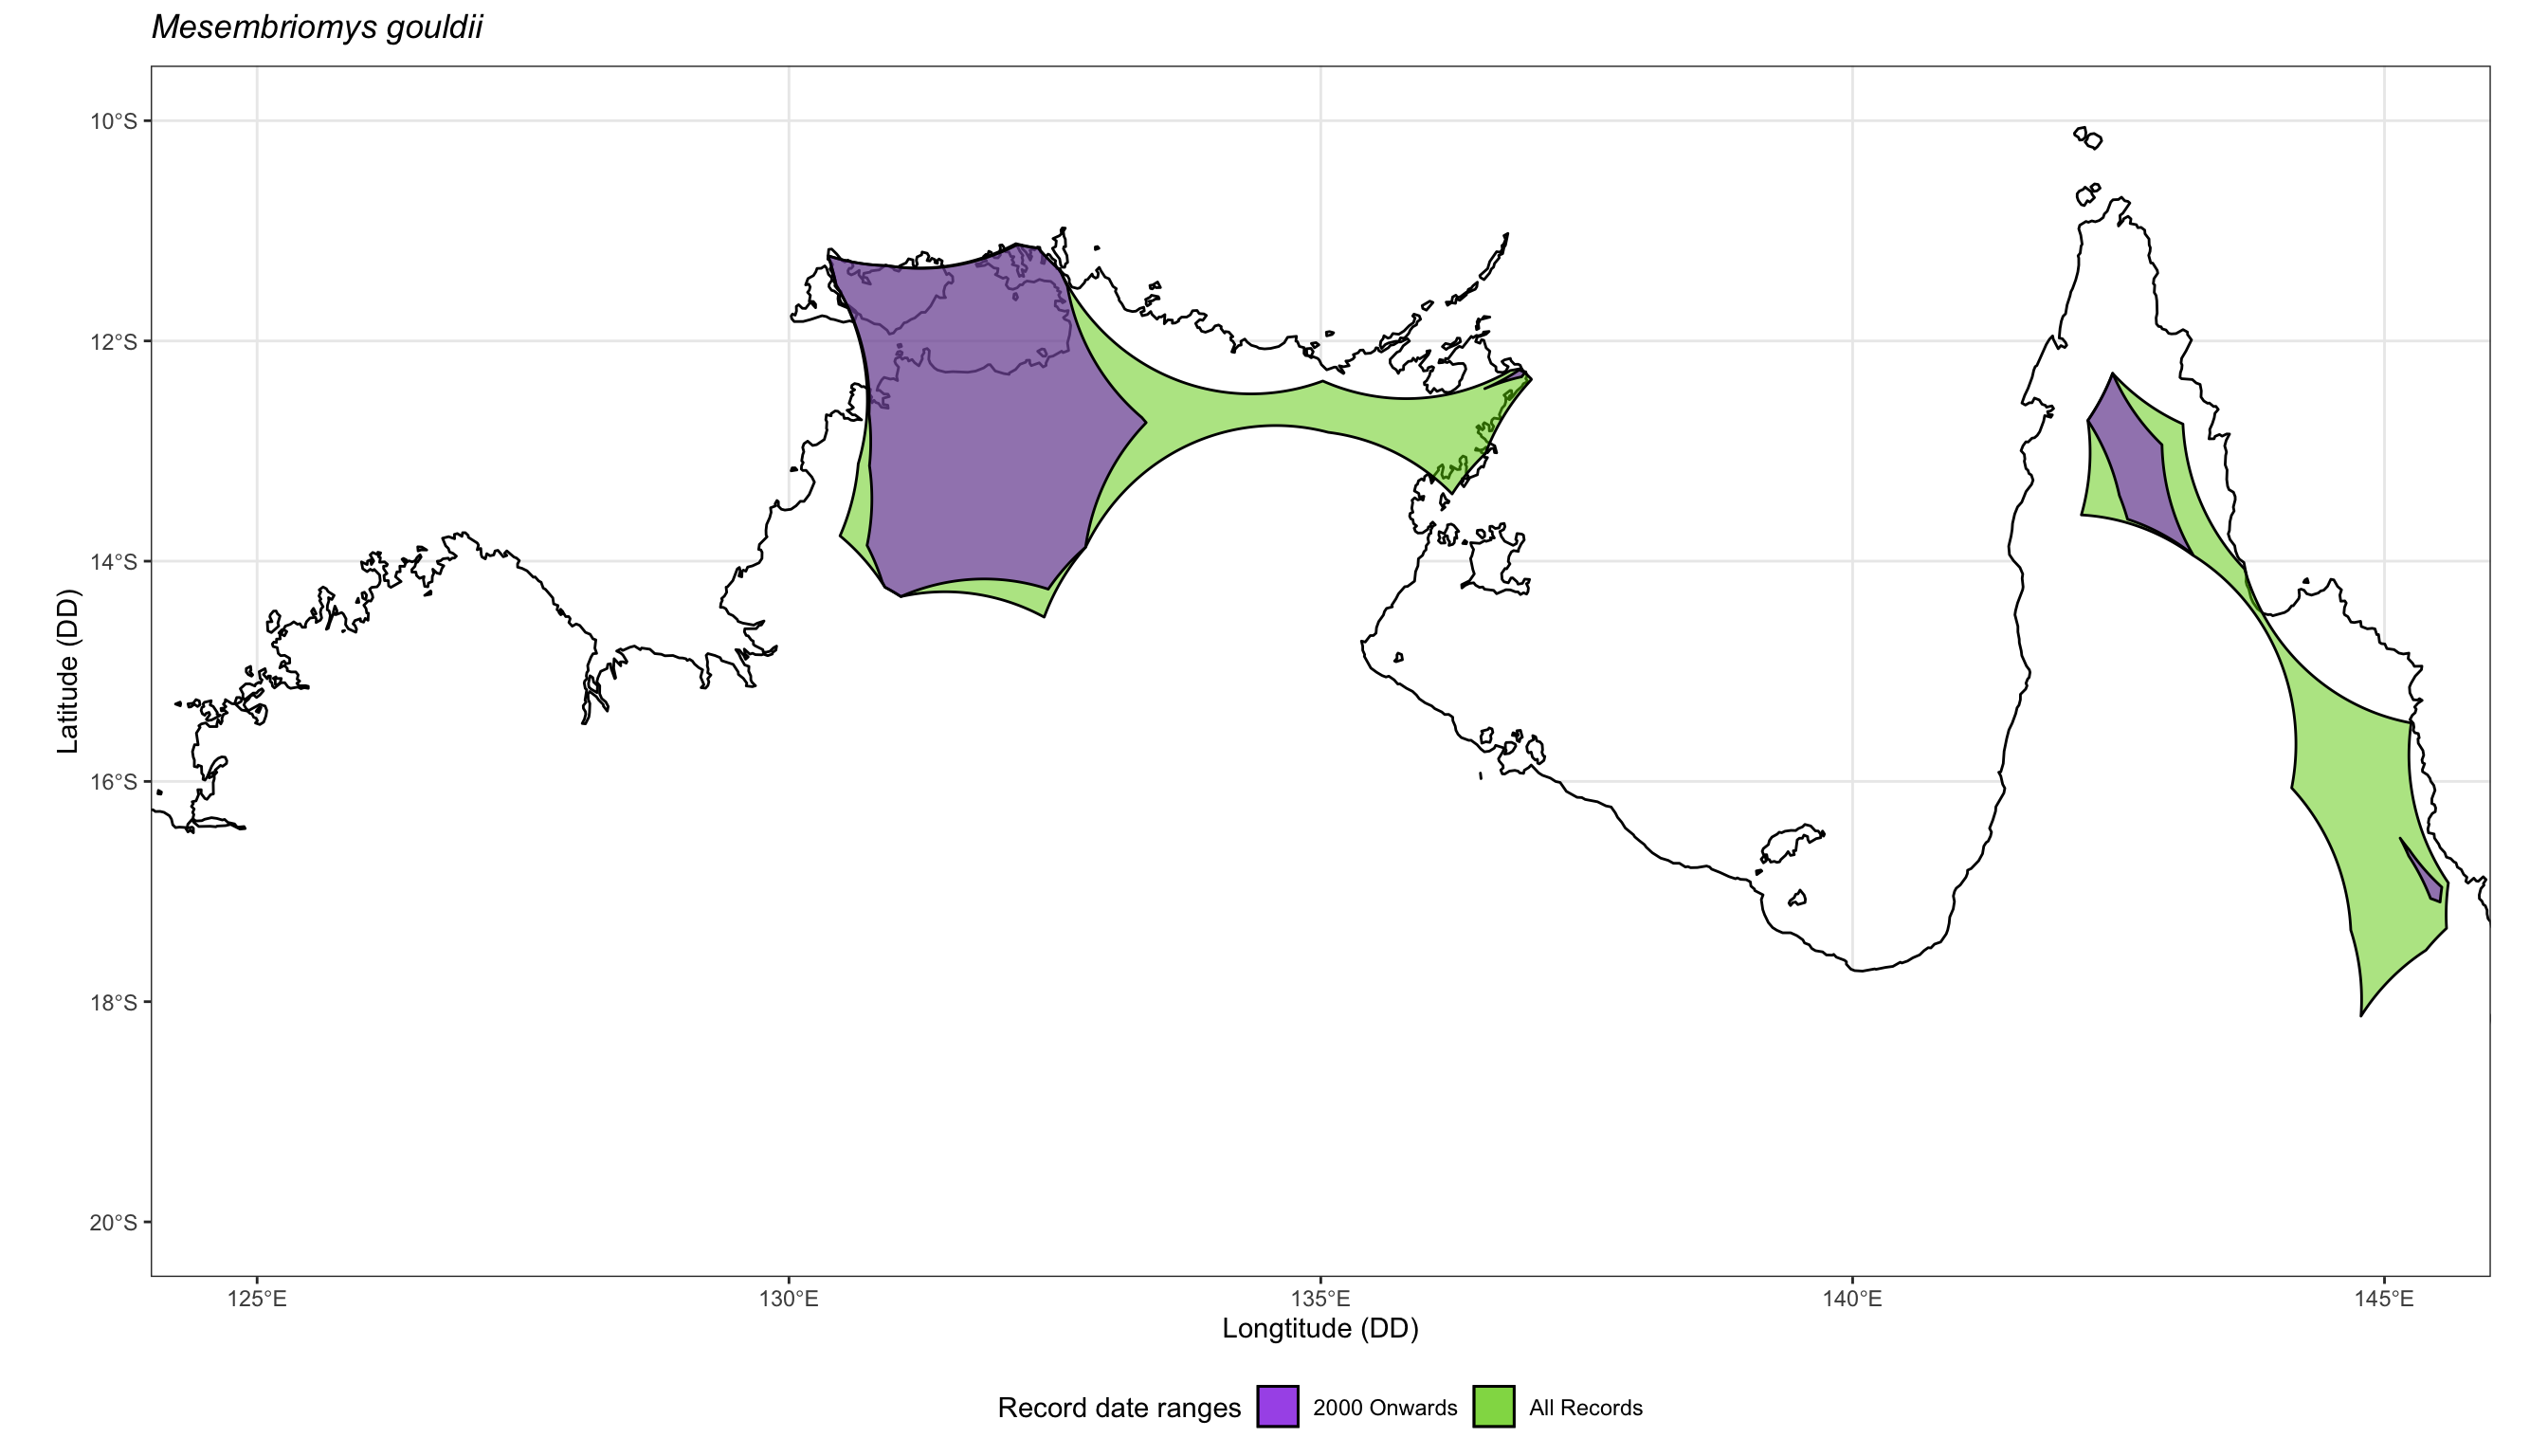 Mesembriomys gouldii
10°S
12°S
14°S
16°S
18°S
20°S
Latitude (DD)
125°E
130°E
135°E
140°E
145°E
Longtitude (DD)
Record date ranges
2000 Onwards
All Records